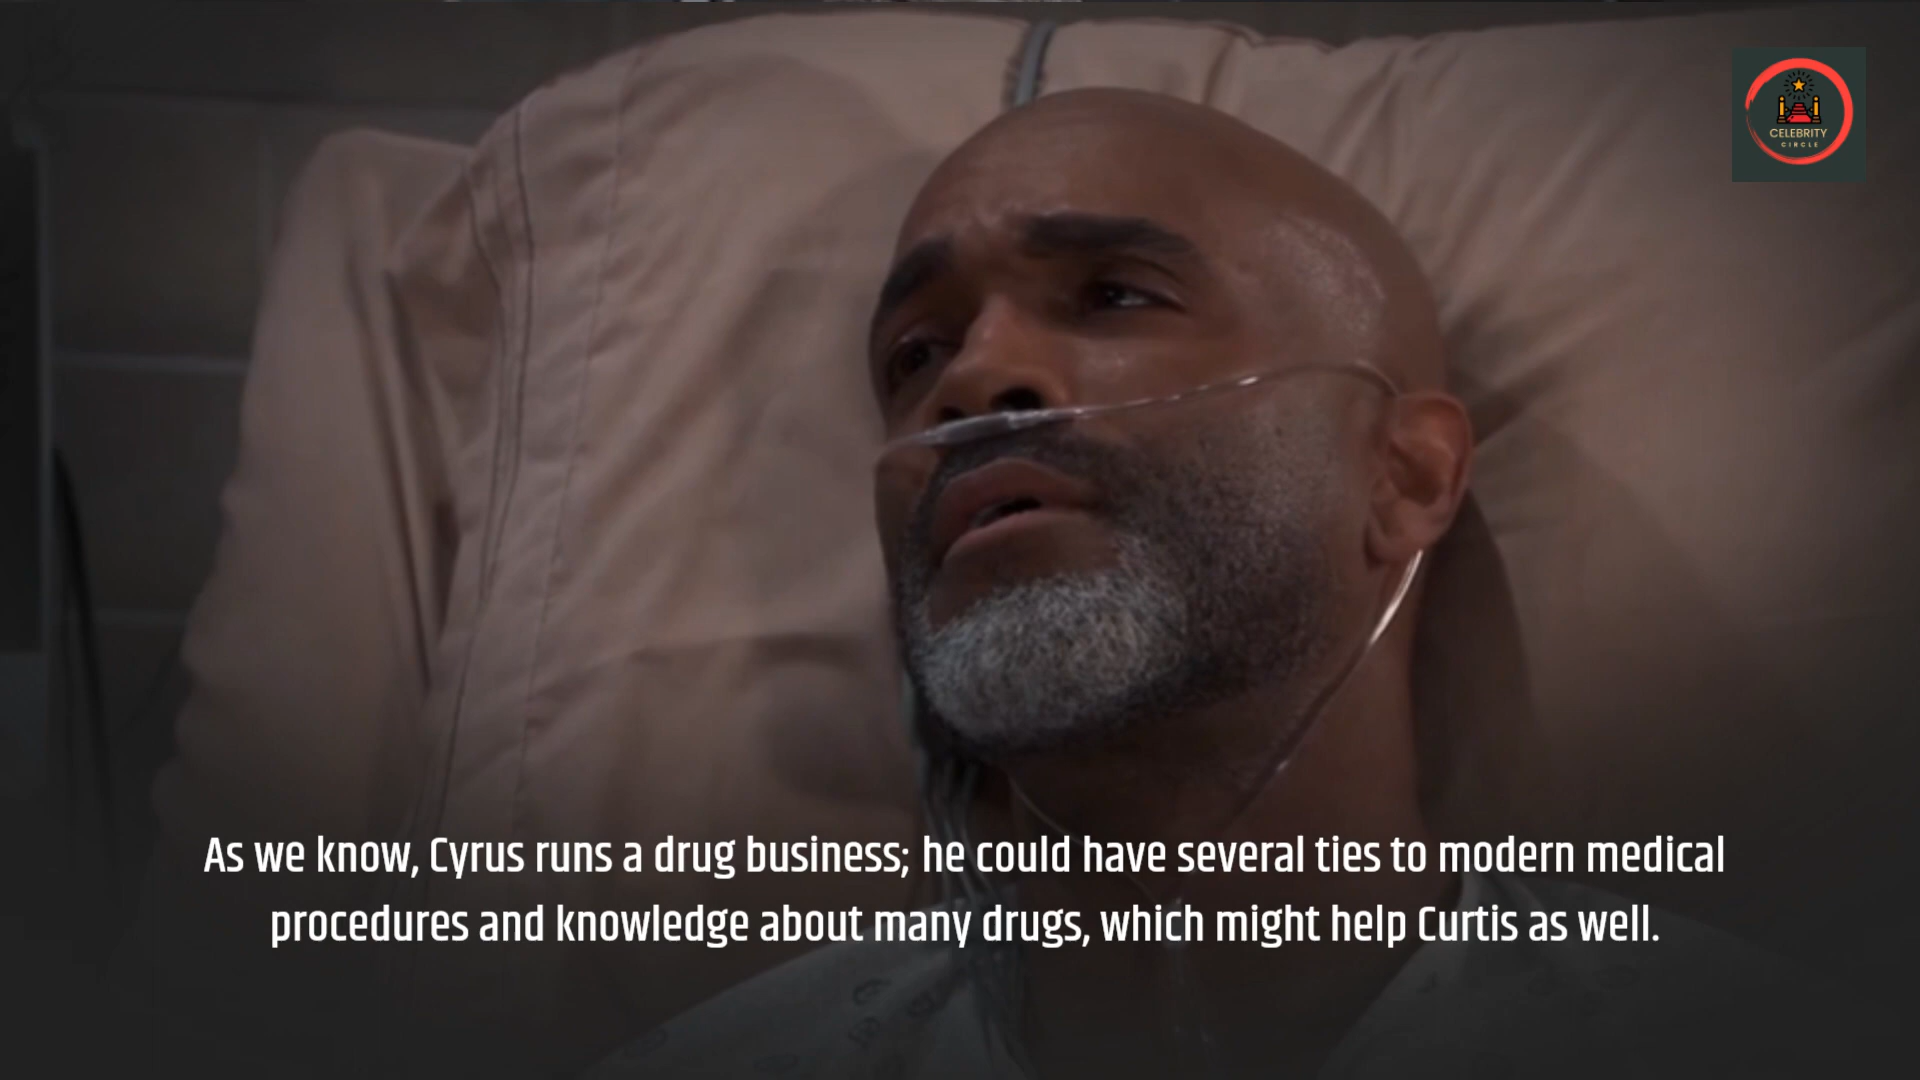 CELEBRITY
CIRCLE
As we know, Cyrus runs a drug business; he could have several ties to modern medical
procedures and knowledge about many drugs, which might help Curtis as well.